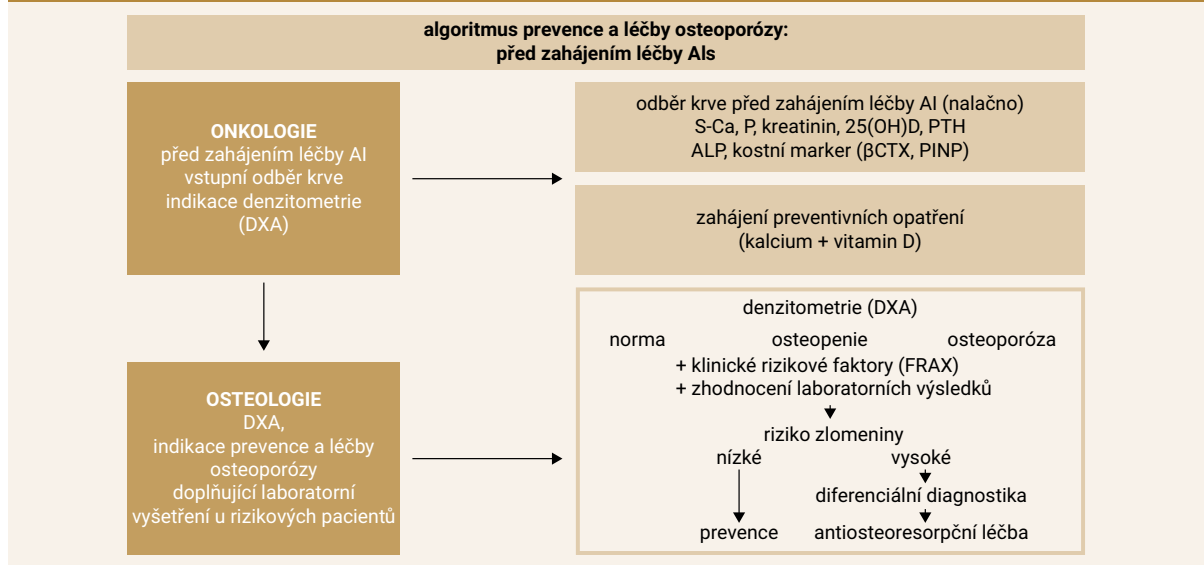 algoritmus prevence a léčby osteoporózy:
před zahájením léčby AIs
ONKOLOGIE
před zahájením léčby AI
vstupní odběr krve
indikace denzitometrie
(DXA)
odběr krve před zahájením léčby AI (nalačno)
S-Ca, P, kreatinin, 25(OH)D, PTH
ALP, kostní marker (βCTX, PINP)
zahájení preventivních opatření
(kalcium + vitamin D)
OSTEOLOGIE
DXA,
indikace prevence a léčby
osteoporózy
doplňující laboratorní
vyšetření u rizikových pacientů
denzitometrie (DXA)
norma osteopenie osteoporóza
+ klinické rizikové faktory (FRAX)
+ zhodnocení laboratorních výsledků
riziko zlomeniny
nízké vysoké
diferenciální diagnostika
prevence antiosteoresorpční léčba